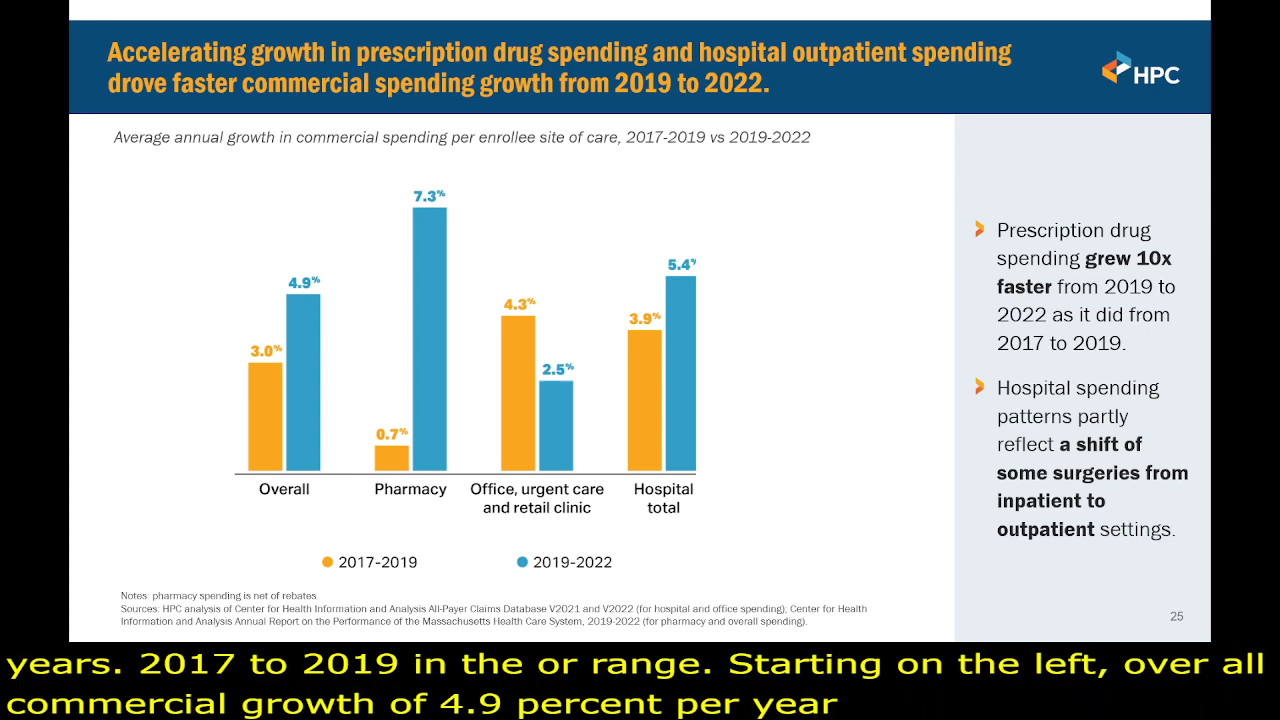 Accelerating growth in prescription drug spending and hospital outpatient spending
drove faster commercial spending growth from 2019 to 2022.
HPC
Average annual growth in commercial spending per enrollee site of care, 2017-2019 vs 2019-2022
3.0%
4.9%
0.7%
7.3%
4.3%
2.5%
3.9%
5.4%
Overall
Pharmacy
Office, urgent care
and retail clinic
Hospital
total
2017-2019
2019-2022
Prescription drug
spending grew 10x
faster from 2019 to
2022 as it did from
2017 to 2019.
Hospital spending
patterns partly
reflect a shift of
some surgeries from
inpatient to
outpatient settings.
Notes: pharmacy spending is net of rebates.
Sources: HPC analysis of Center for Health Information and Analysis All-Payer Claims Database V2021 and V2022 (for hospital and office spending); Center for Health
Information and Analysis Annual Report on the Performance of the Massachusetts Health Care System, 2019-2022 (for pharmacy and overall spending).
25
years. 2017 to 2019 in the or range. Starting on the left, over all
commercial growth of 4.9 percent per year